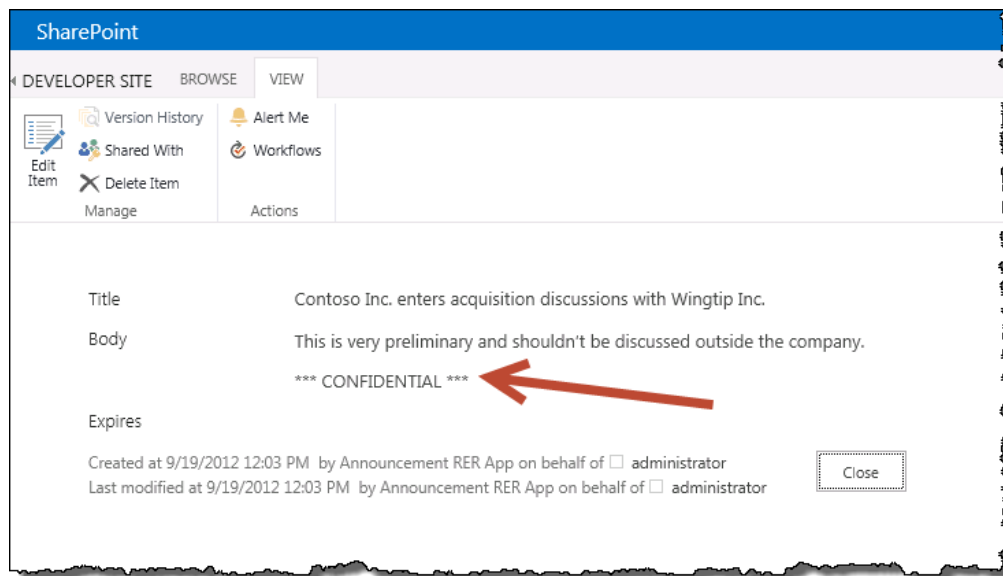 SharePoint
DEVELOPER SITE BROWSE VIEW
Version History
Alert Me
Shared With
Workflows
Edit
Item
Delete Item
Manage
Actions
Title
Contoso Inc. enters acquisition discussions with Wingtip Inc.
Body
This is very preliminary and shouldn't be discussed outside the company.
*** CONFIDENTIAL ***
Expires
Created at 9/19/2012 12:03 PM by Announcement RER App on behalf of administrator
Last modified at 9/19/2012 12:03 PM by Announcement RER App on behalf of administrator
Close